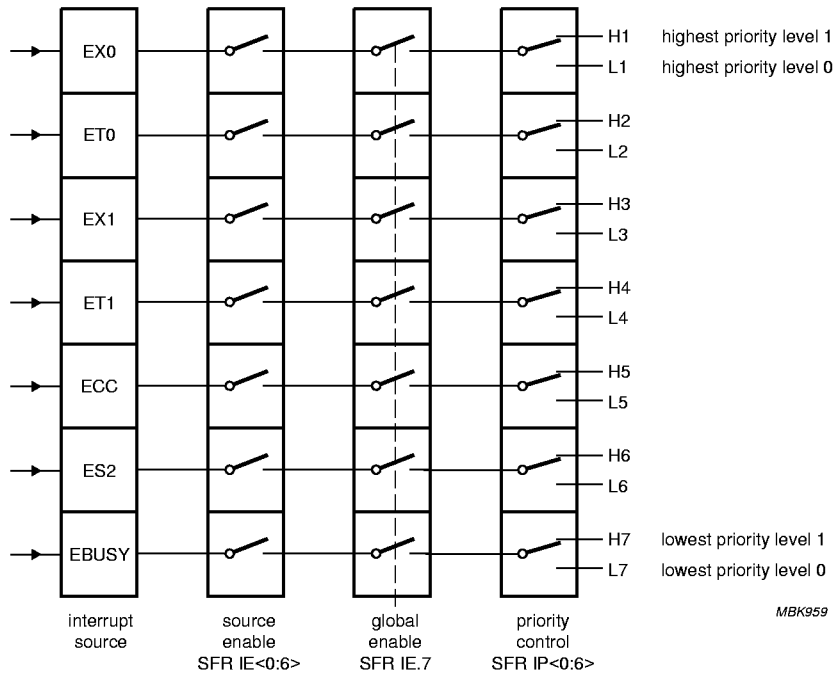 EX0
H1 highest priority level 1
L1 highest priority level 0
ET0
H2
L2
EX1
H3
L3
ET1
H4
L4
ECC
H5
L5
ES2
H6
L6
EBUSY
H7 lowest priority level 1
L7 lowest priority level 0
MBK959
interrupt
source
source
enable
SFR IE<0:6>
global
enable
SFR IE.7
priority
control
SFR IP<0:6>